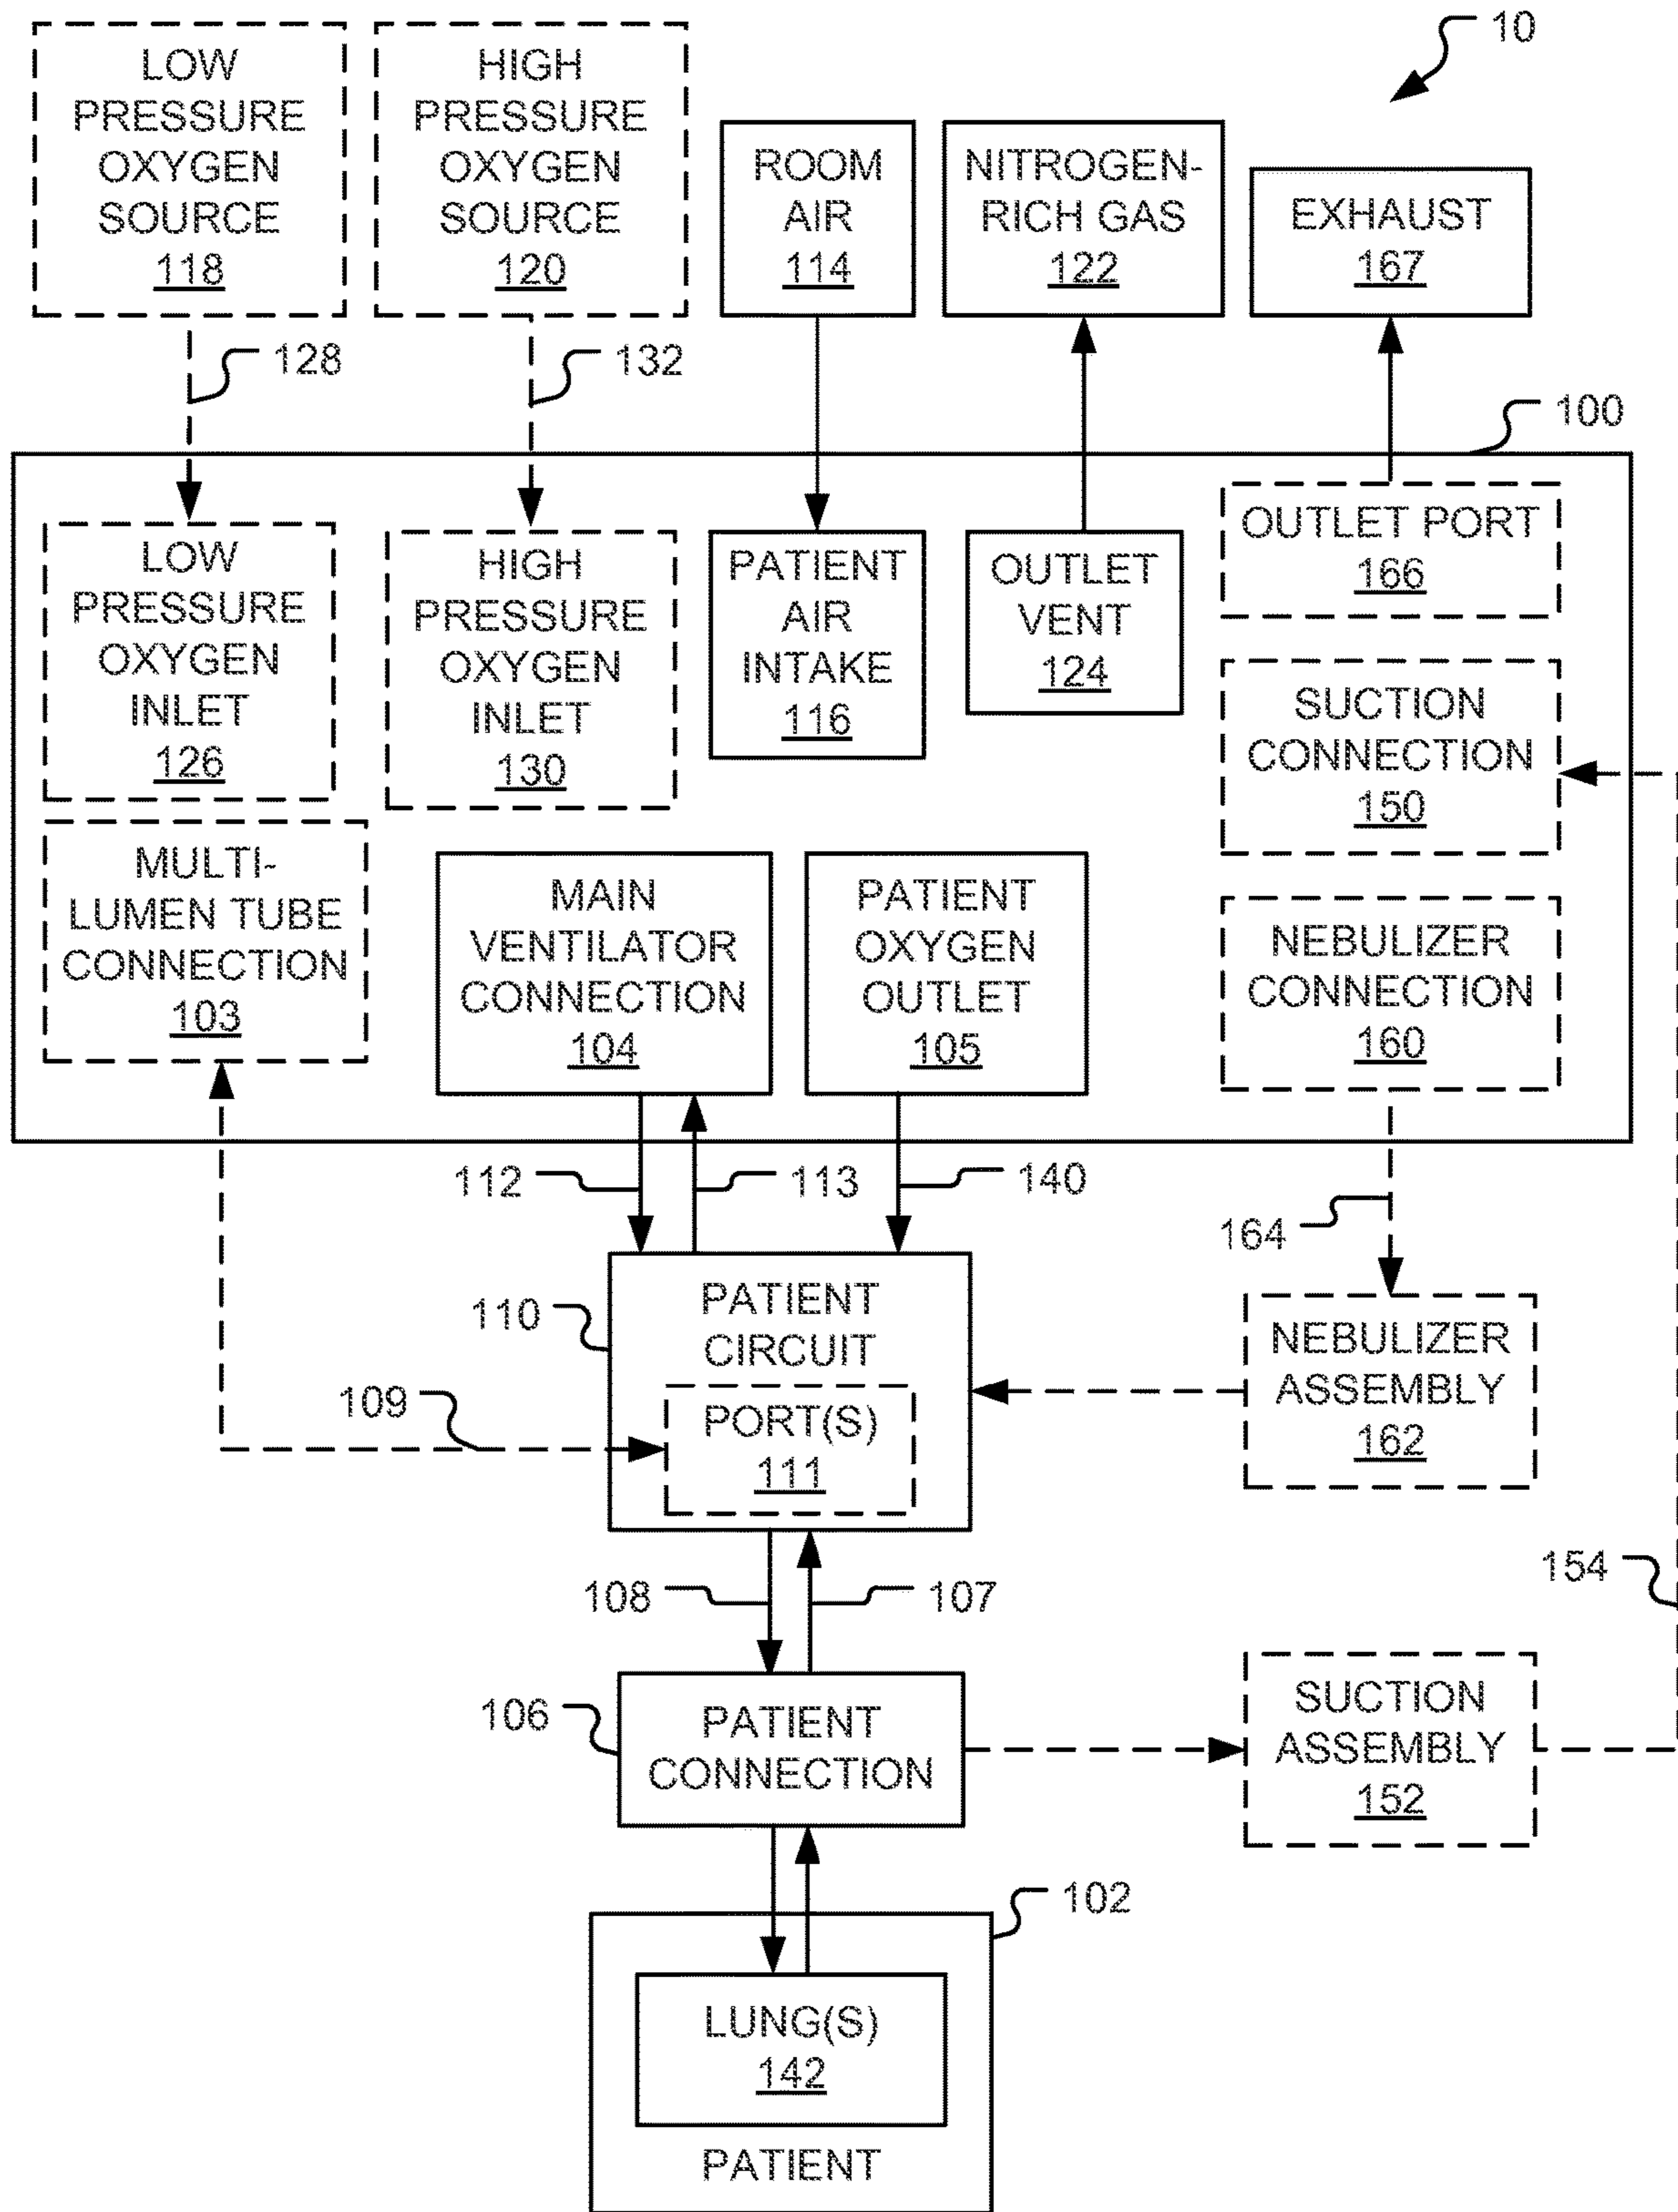 10
LOW
PRESSURE
OXYGEN
SOURCE
118
HIGH
PRESSURE
OXYGEN
SOURCE
120
ROOM
AIR
114
NITROGEN-
RICH GAS
122
EXHAUST
167
128
132
100
LOW
PRESSURE
OXYGEN
INLET
126
HIGH
PRESSURE
OXYGEN
INLET
130
PATIENT
AIR
INTAKE
116
OUTLET
VENT
124
OUTLET PORT
166
SUCTION
CONNECTION
150
MULTI-
LUMEN TUBE
CONNECTION
103
MAIN
VENTILATOR
CONNECTION
104
PATIENT
OXYGEN
OUTLET
105
NEBULIZER
CONNECTION
160
112
113
140
164
110
PATIENT
CIRCUIT
PORT(S)
111
109
NEBULIZER
ASSEMBLY
162
108
107
154
106
PATIENT
CONNECTION
SUCTION
ASSEMBLY
152
102
LUNG(S)
142
PATIENT